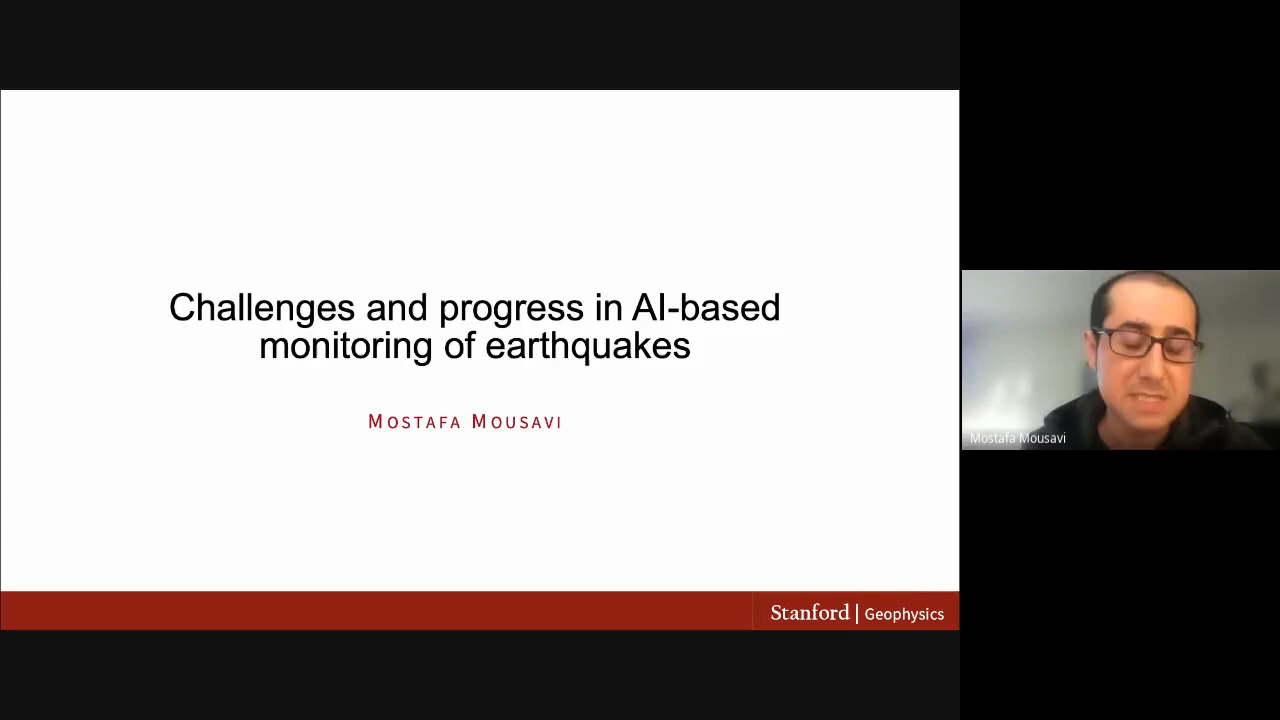 Challenges and progress in AI-based
monitoring of earthquakes
MOSTAFA MOUSAVI
Stanford | Geophysics
Mostafa Mousavi